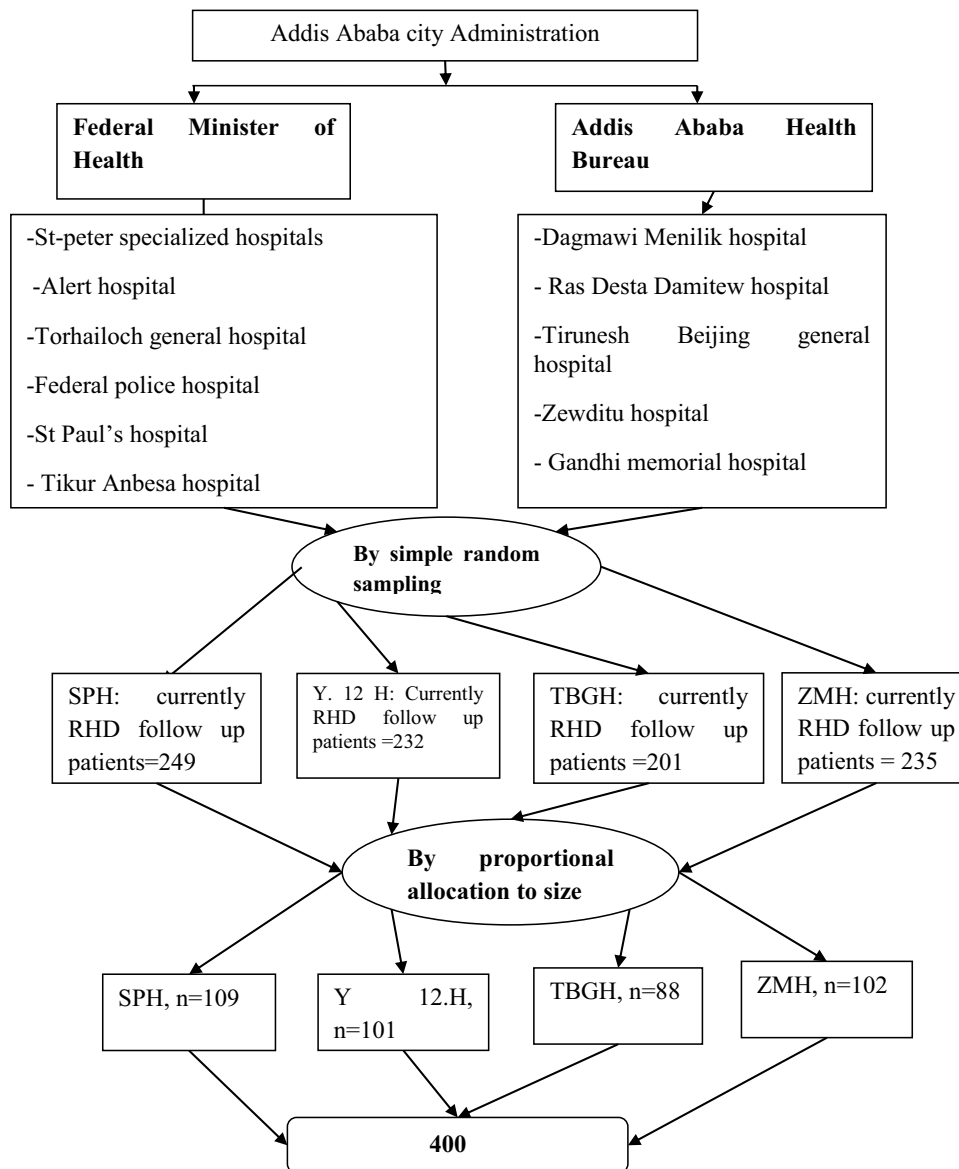 Addis Ababa city Administration
Federal Minister of
Health
Addis Ababa Health
Bureau
-St-peter specialized hospitals
-Alert hospital
-Torhailoch general hospital
-Federal police hospital
-St Paul’s hospital
- Tikur Anbesa hospital
-Dagmawi Menilik hospital
- Ras Desta Damitew hospital
-Tirunesh Beijing general
hospital
-Zewditu hospital
- Gandhi memorial hospital
By simple random
sampling
SPH: currently
RHD follow up
patients=249
Y. 12 H: Currently
RHD follow up
patients =232
TBGH: currently
RHD follow up
patients =201
ZMH: currently
RHD follow up
patients = 235
By proportional
allocation to size
SPH, n=109
Y 12.H,
n=101
TBGH, n=88
ZMH, n=102
400